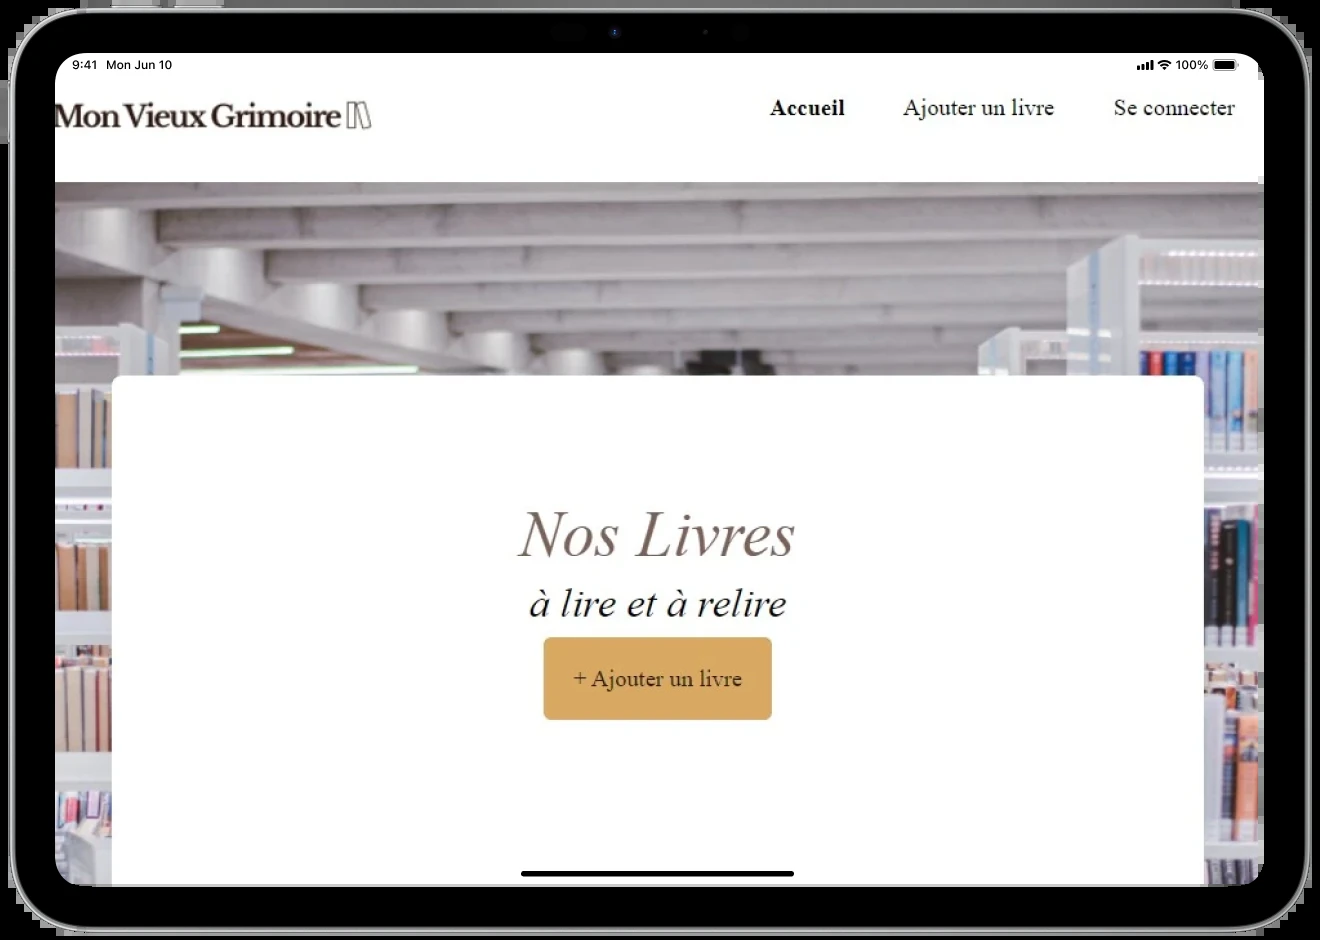 9:41 Mon Jun 10 100%
Mon Vieux Grimoire Accueil Ajouter un livre Se connecter
Nos Livres
à lire et à relire
+ Ajouter un livre